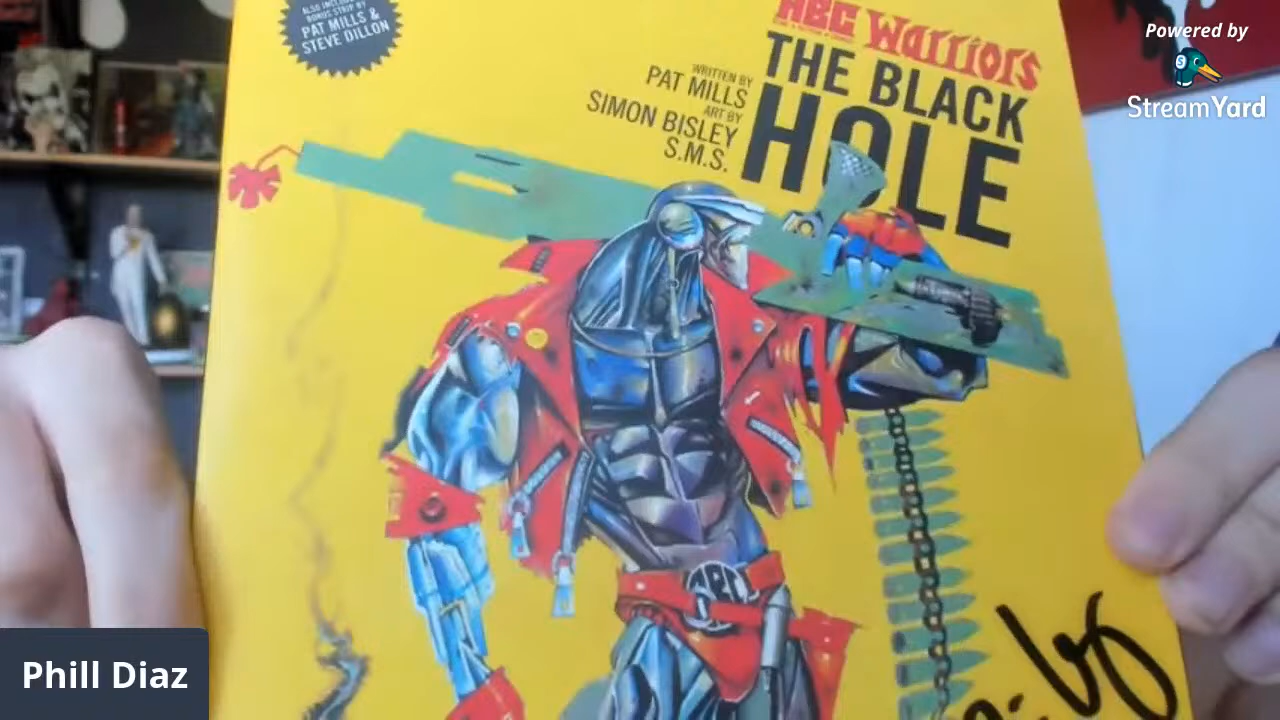 ALSO INCLUDES
BONUS STRIP BY
PAT MILLS &
STEVE DILLON
ABC Warriors
THE BLACK
HOLE
WRITTEN BY
PAT MILLS
ART BY
SIMON BISLEY
S.M.S.
ABC
Powered by
StreamYard
Phill Diaz